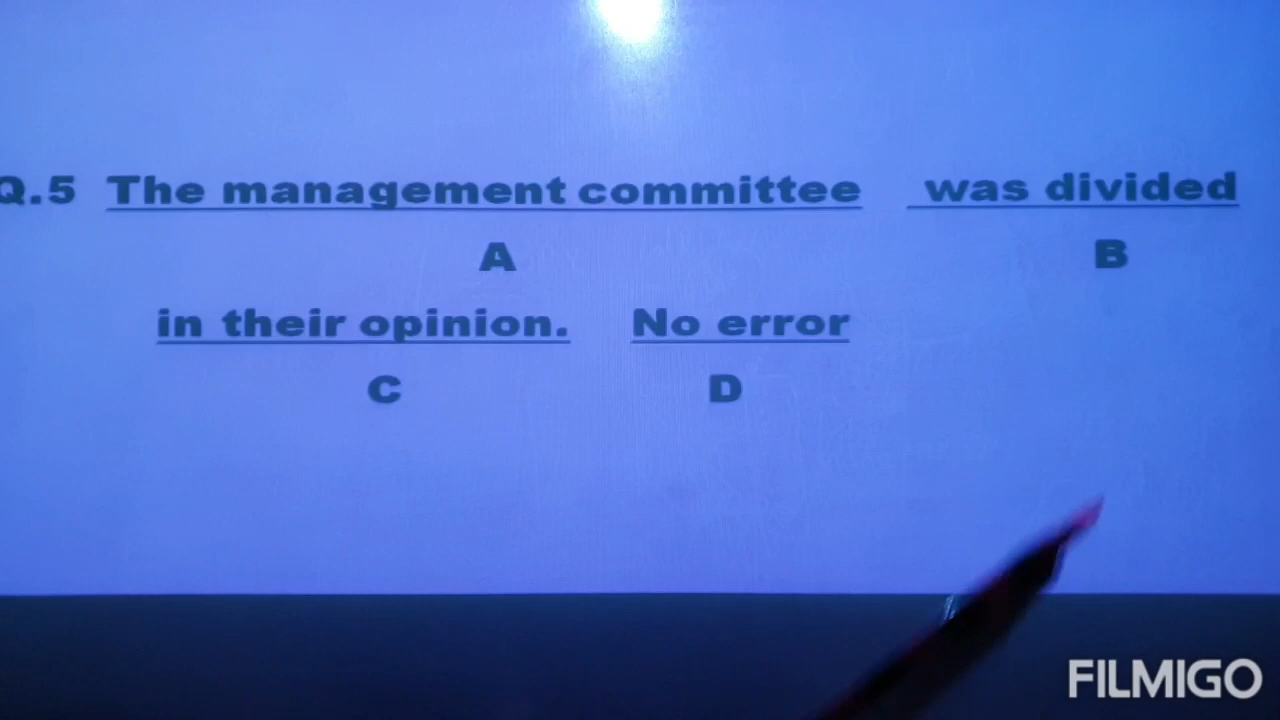 Q.5 The management committee was divided
A B
in their opinion. No error
C D
FILMIGO